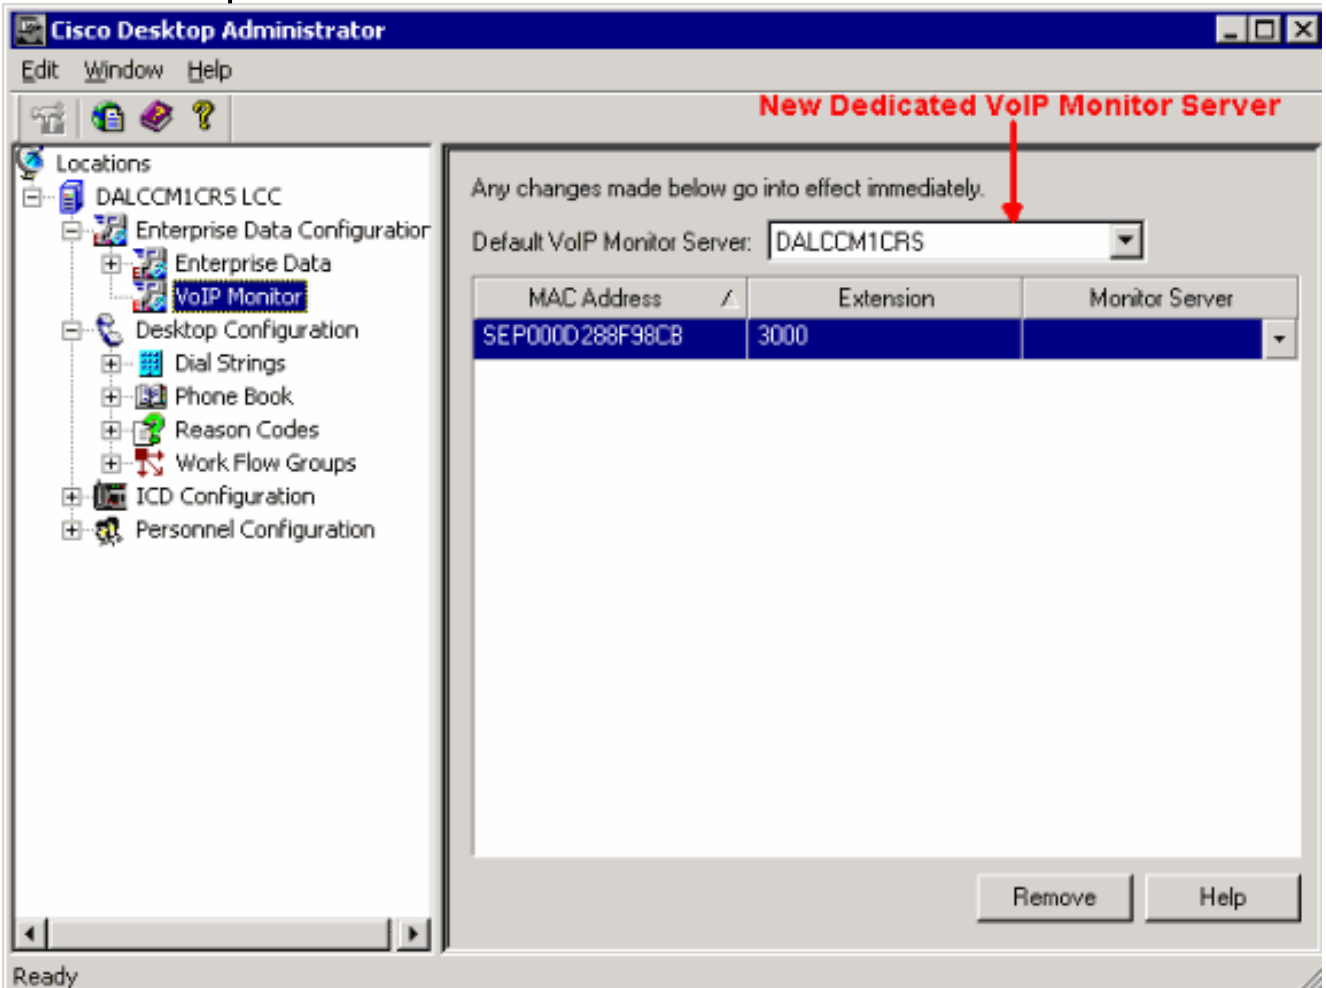 Cisco Desktop Administrator
Edit Window Help
New Dedicated VoIP Monitor Server
Locations
DALCCM1CRS LCC
Enterprise Data Configuration
Enterprise Data
VoIP Monitor
Desktop Configuration
Dial Strings
Phone Book
Reason Codes
Work Flow Groups
ICD Configuration
Personnel Configuration
Any changes made below go into effect immediately.
Default VoIP Monitor Server: DALCCM1CRS
MAC Address Extension Monitor Server
SEP000D288F98CB 3000
Remove Help
Ready